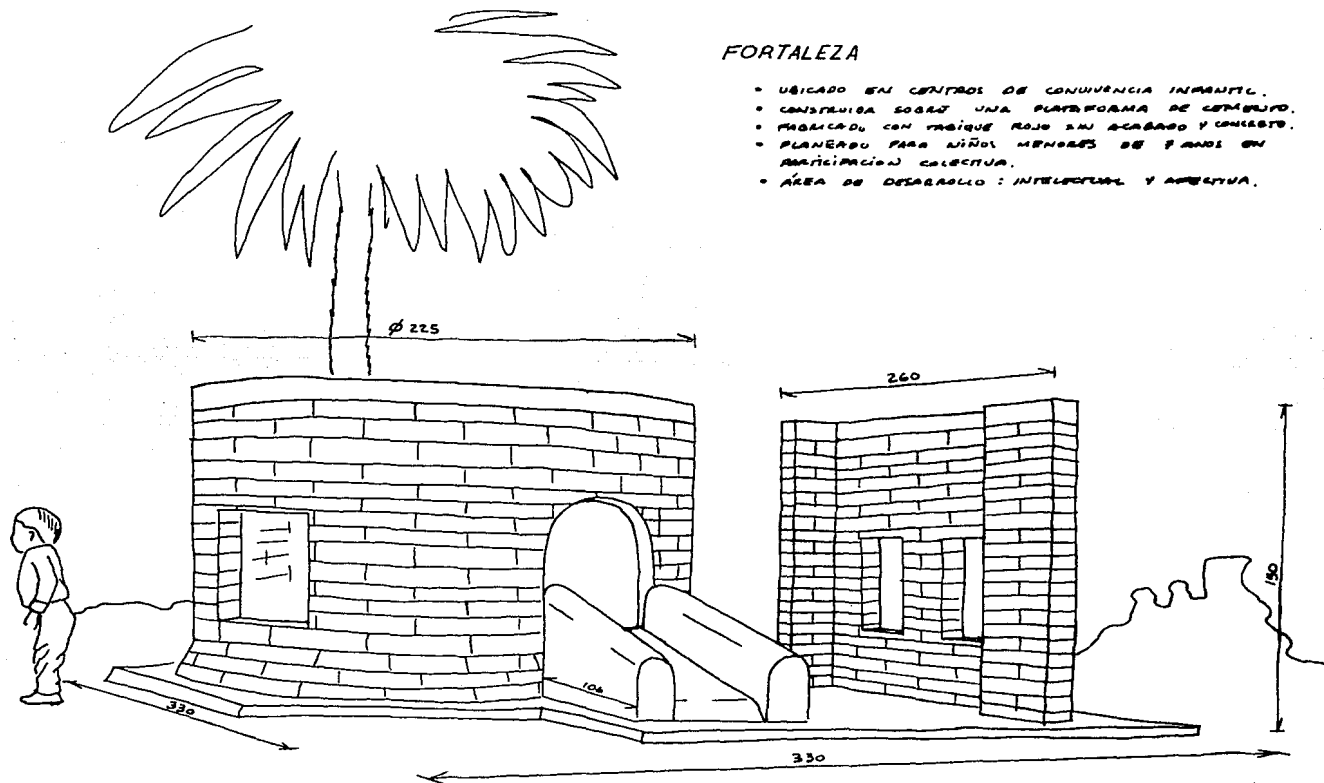 FORTALEZA
• UBICADO EN CENTROS DE CONVIVENCIA INFANTIL.
• CONSTRUIDA SOBRE UNA PLATAFORMA DE CEMENTO.
• FABRICADO CON TABIQUE ROJO SIN ACABADO Y CONCRETO.
• PLANEADO PARA NIÑOS MENORES DE 7 AÑOS EN
PARTICIPACION COLECTIVA.
• ÁREA DE DESARROLLO : INTELECTUAL Y AFECTIVA.
Ø 225
260
130
106
330
330